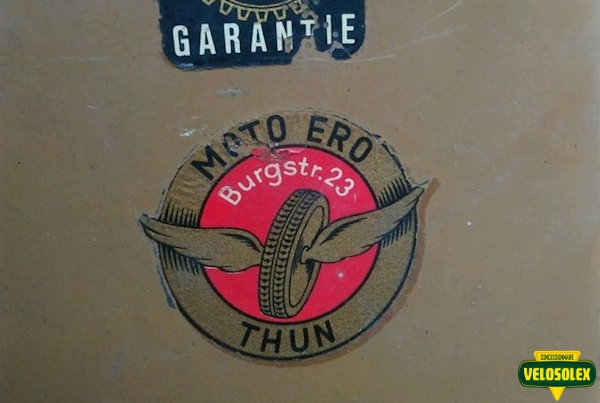 GARANTIE
MOTO ERO
Burgstr. 23
THUN
CONCESSIONNAIRE
VELOSOLEX